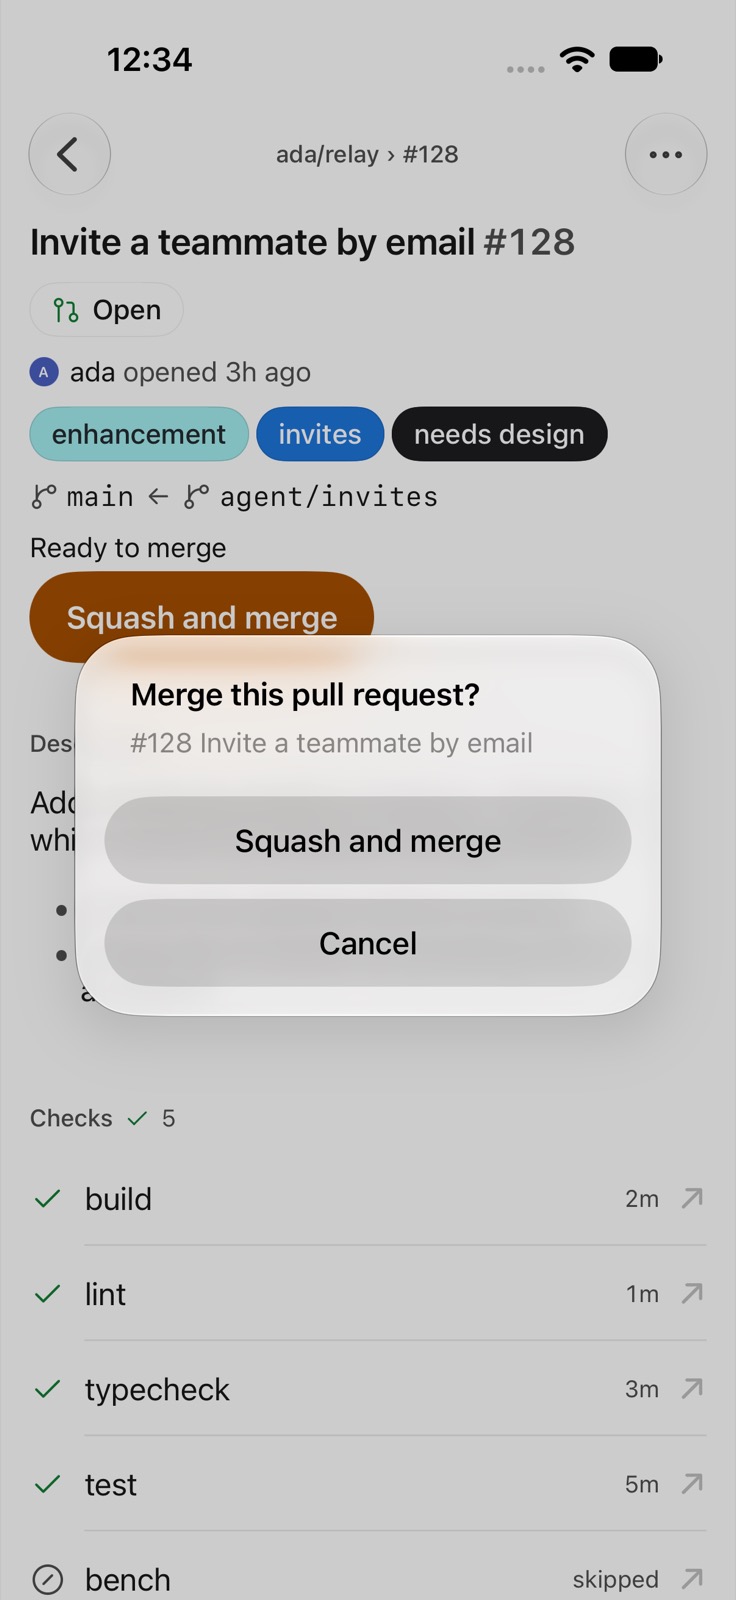 12:34
ada/relay › #128
Invite a teammate by email #128
Open
A ada opened 3h ago
enhancement invites needs design
main ← agent/invites
Ready to merge
Squash and merge
Merge this pull request?
#128 Invite a teammate by email
Squash and merge
Cancel
Checks 5
build 2m
lint 1m
typecheck 3m
test 5m
bench skipped